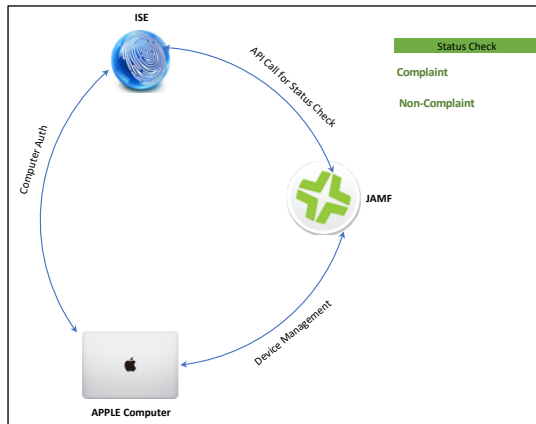 ISE
Status Check
Complaint
Non-Complaint
API Call for Status Check
Computer Auth
JAMF
Device Management
APPLE Computer